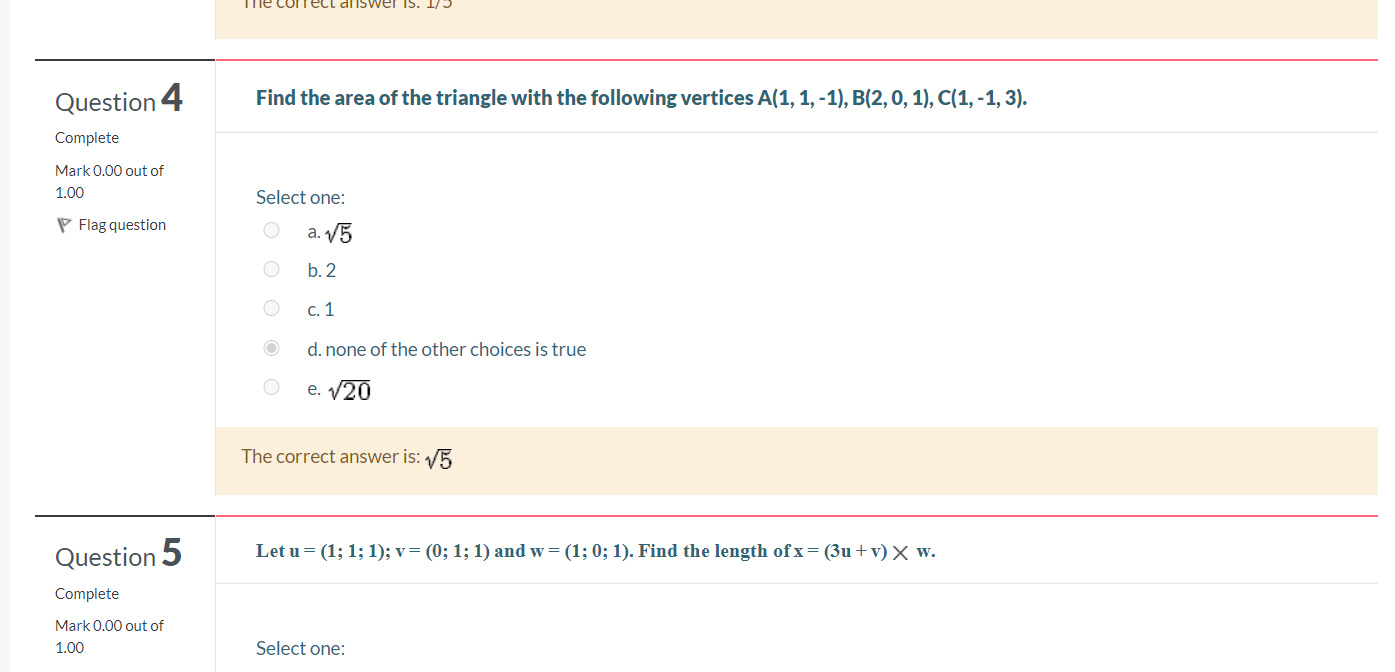 The correct answer is: 1/5
Question 4
Complete
Mark 0.00 out of
1.00
Flag question
Find the area of the triangle with the following vertices A(1, 1, -1), B(2, 0, 1), C(1, -1, 3).
Select one:
a. √5
b. 2
c. 1
d. none of the other choices is true
e. √20
The correct answer is: √5
Question 5
Complete
Mark 0.00 out of
1.00
Let u = (1; 1; 1); v = (0; 1; 1) and w = (1; 0; 1). Find the length of x = (3u + v) × w.
Select one: